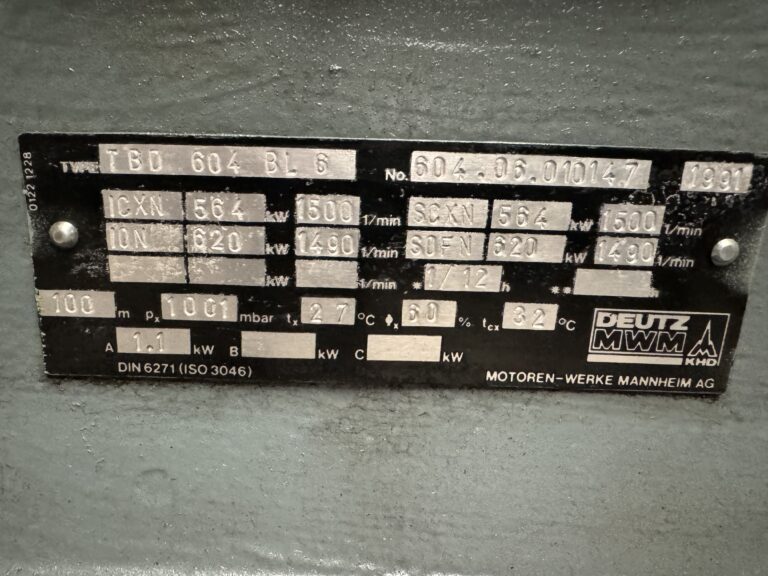 TYPE TBD 604 BL 6 No. 604.06.010147 1991
ICXN 564 kW 1500 1/min SCXN 564 kW 1500 1/min
ION 620 kW 1490 1/min SOFN 620 kW 1490 1/min
kW 1/min * 1/12 h **
100 m px 1001 mbar tx 27 °C Φx 60 % tcx 32 °C
A 1.1 kW B kW C kW
DIN 6271 (ISO 3046)
DEUTZ
MWM
KHD
MOTOREN-WERKE MANNHEIM AG
0122 1228